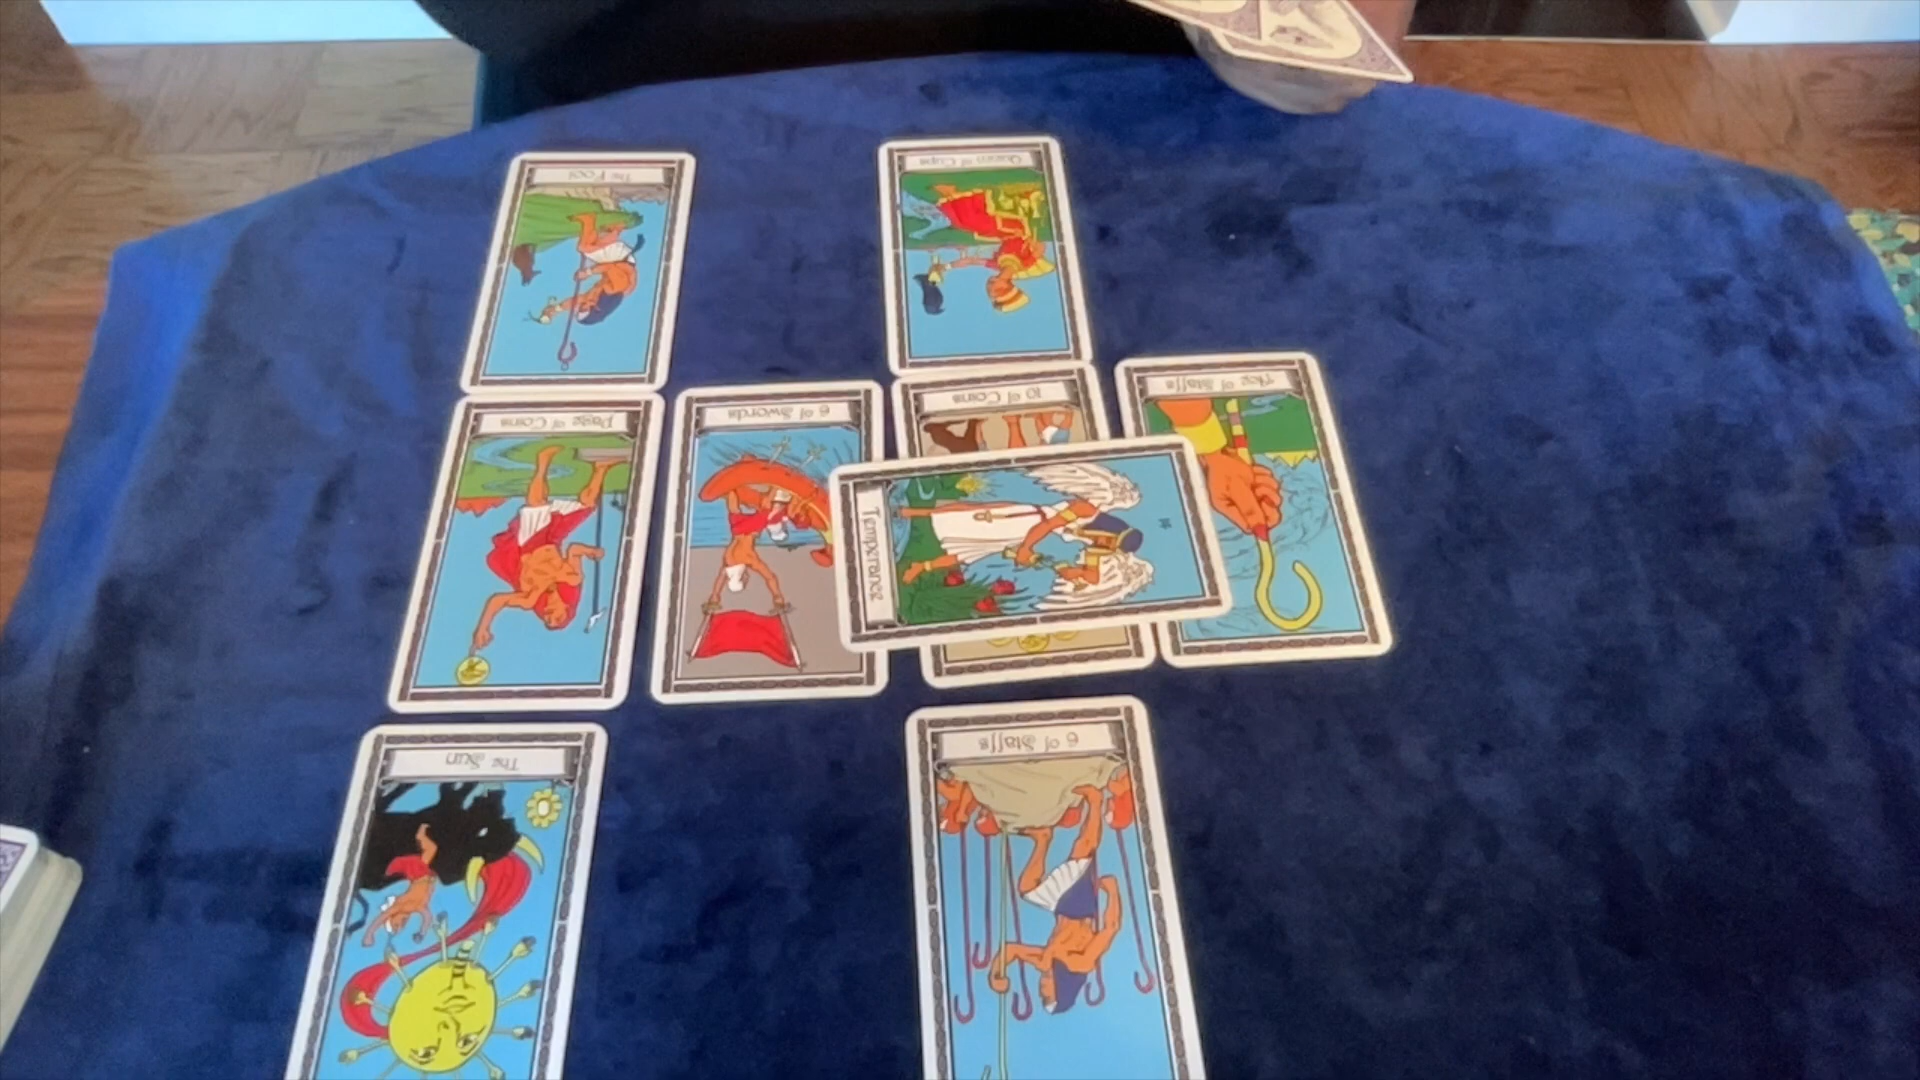 The Fool
Queen of Cups
Page of Coins
6 of Swords
10 of Coins
Ace of Staffs
Temperance
14
The Sun
6 of Staffs